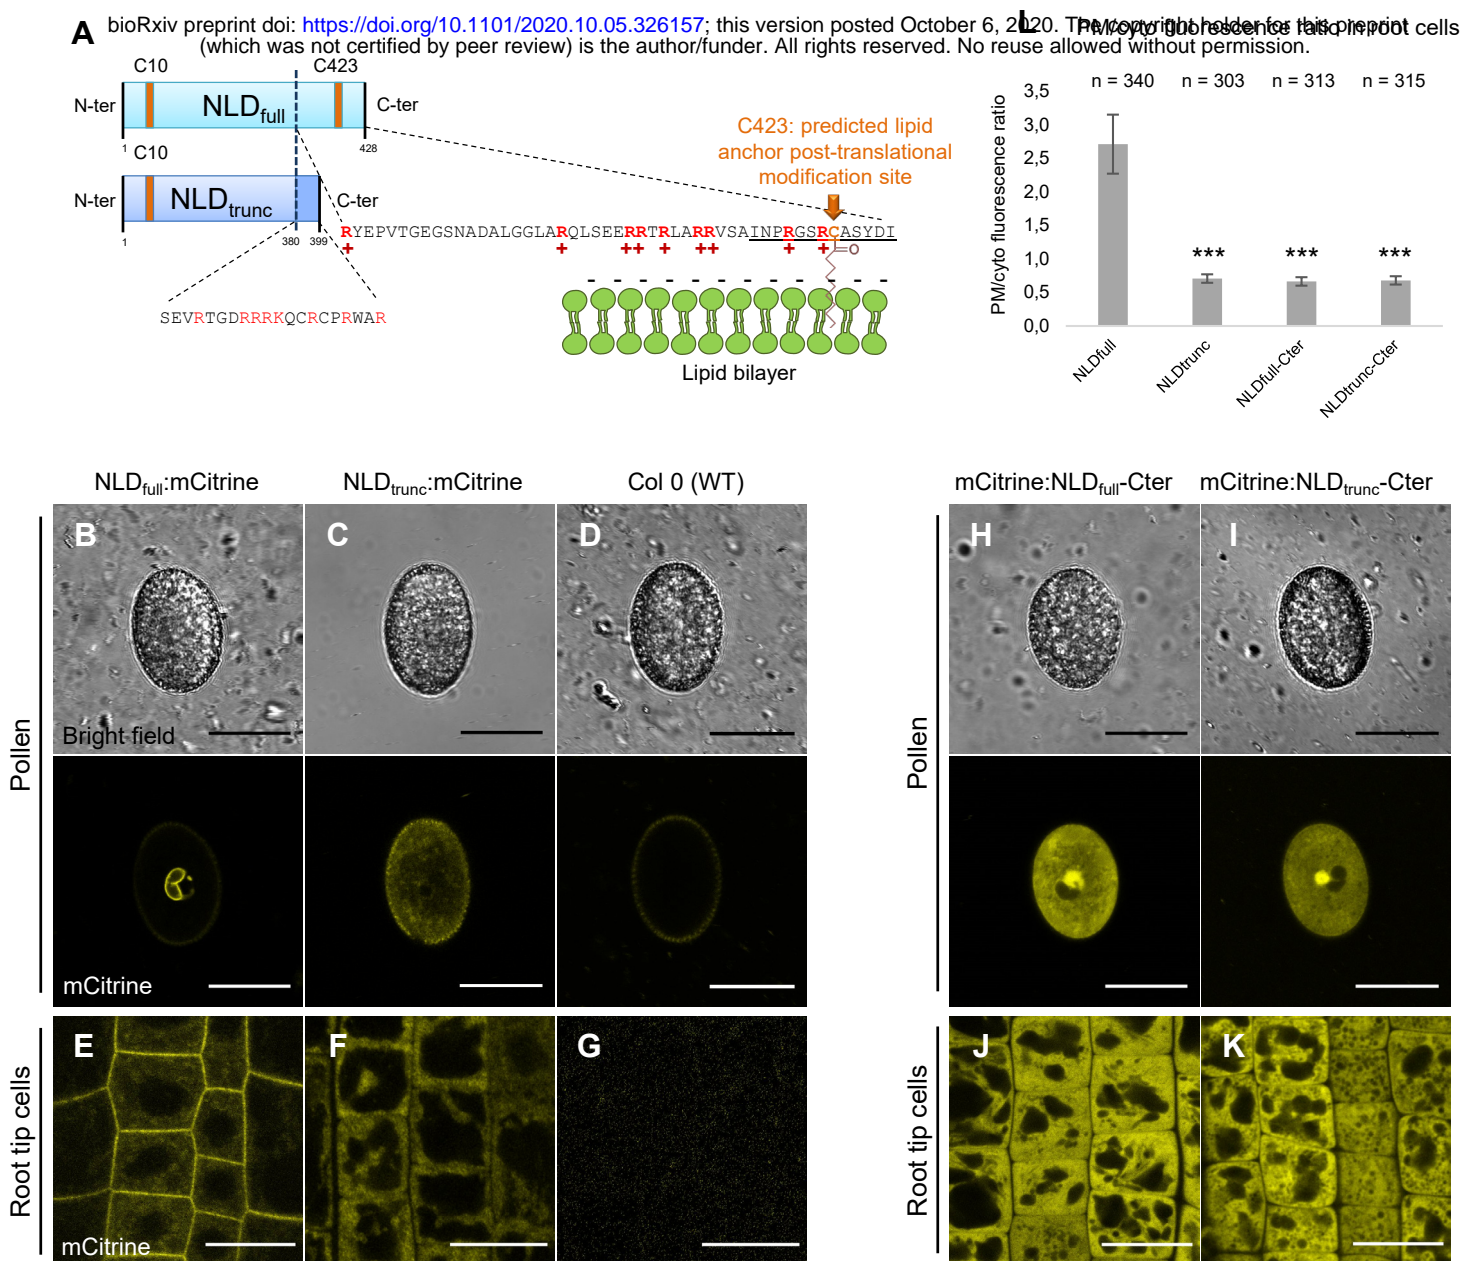 A
bioRxiv preprint doi: https://doi.org/10.1101/2020.10.05.326157; this version posted October 6, 2020. The copyright holder for this preprint
(which was not certified by peer review) is the author/funder. All rights reserved. No reuse allowed without permission.
L PM/cyto fluorescence ratio in root cells
C10 C423
N-ter NLDfull C-ter
1 428
C10
N-ter NLDtrunc C-ter
1 380 399
C423: predicted lipid
anchor post-translational
modification site
RYEPVTGEGSNADALGGLARQLSEERRTRLARRVSAINPRGSRCASYDI
+ + ++ + ++ + +
O
- - - - - - - - - - - -
SEVRTGDRRRKQCRCPRWAR
Lipid bilayer
PM/cyto fluorescence ratio
n = 340 n = 303 n = 313 n = 315
3,5
3,0
2,5
2,0
1,5
1,0
0,5
0,0
*** *** ***
NLDfull NLDtrunc NLDfull-Cter NLDtrunc-Cter
NLDfull:mCitrine NLDtrunc:mCitrine Col 0 (WT) mCitrine:NLDfull-Cter mCitrine:NLDtrunc-Cter
B C D H I
Bright field
Pollen Pollen
mCitrine
E F G J K
Root tip cells Root tip cells
mCitrine